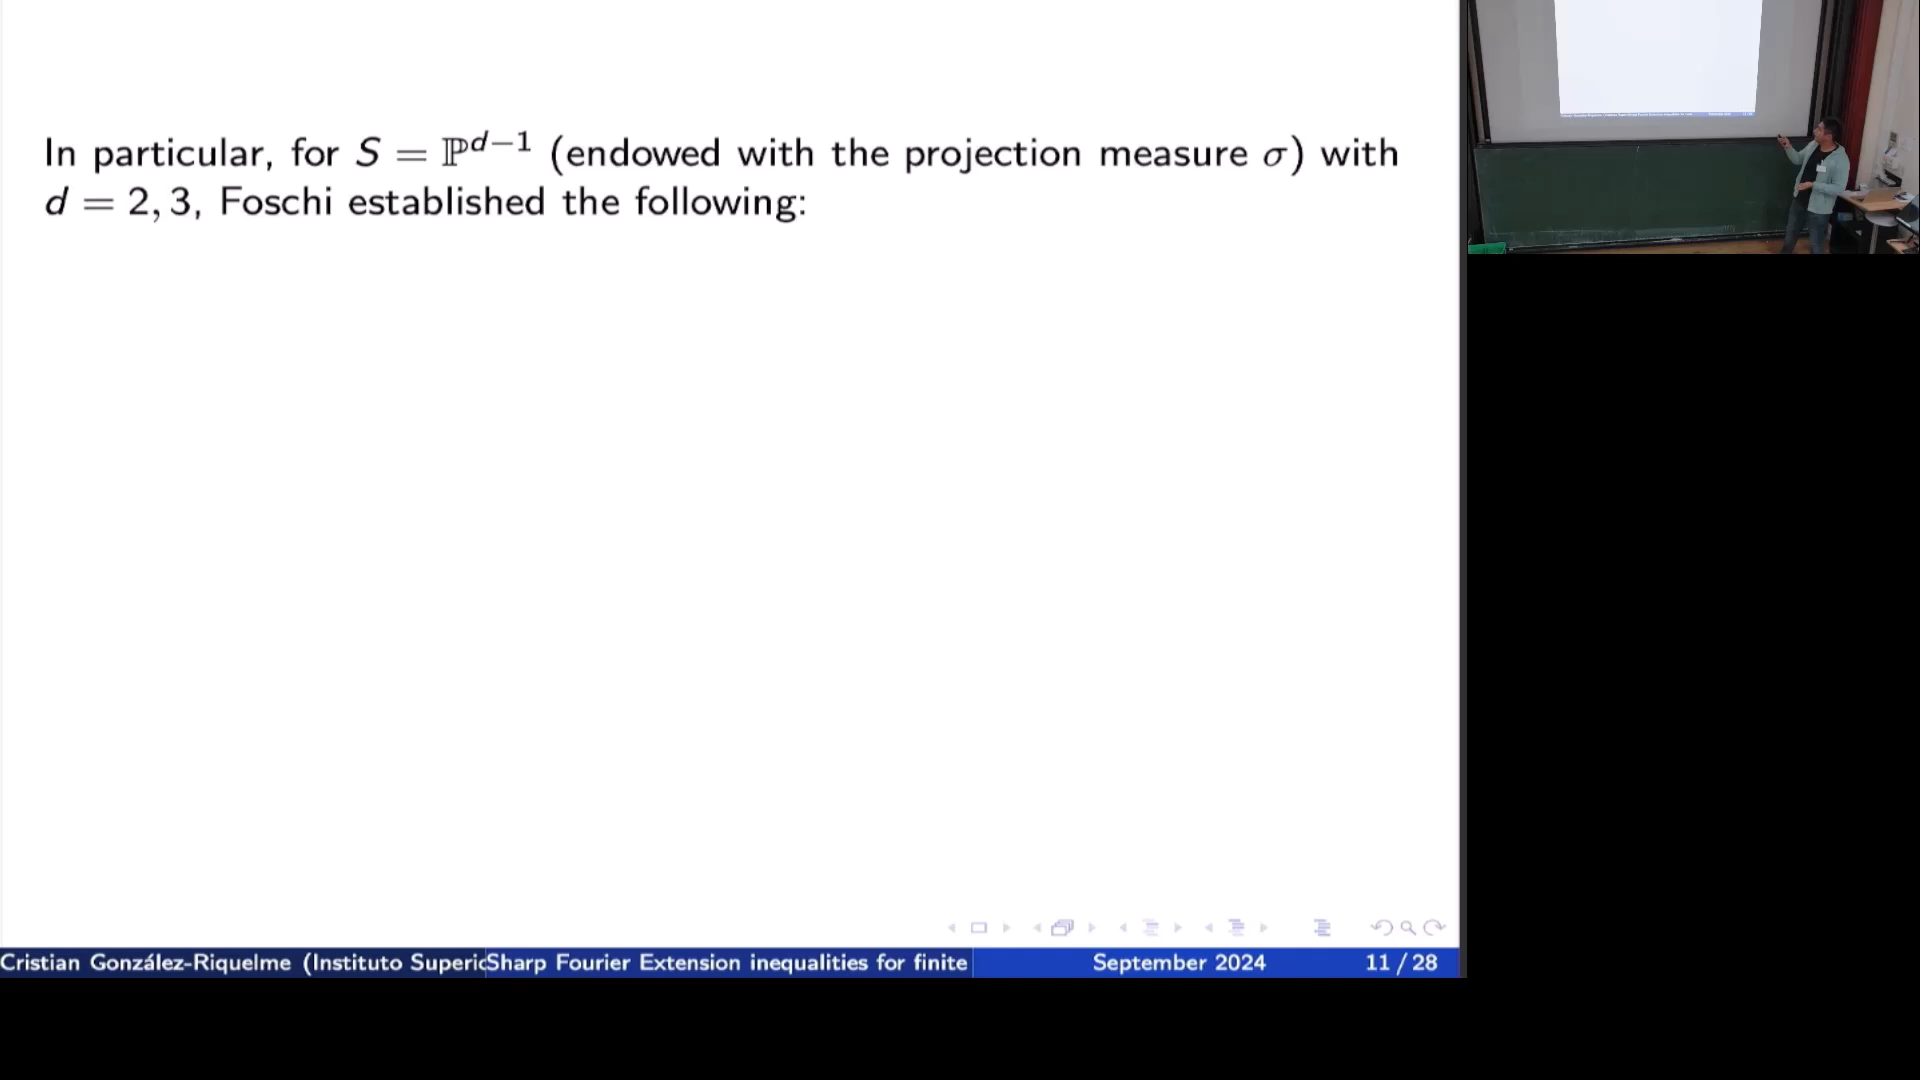 In particular, for S = ℙ^{d−1} (endowed with the projection measure σ) with
d = 2, 3, Foschi established the following:
Cristian González-Riquelme (Instituto Superic
Sharp Fourier Extension inequalities for finite
September 2024
11 / 28